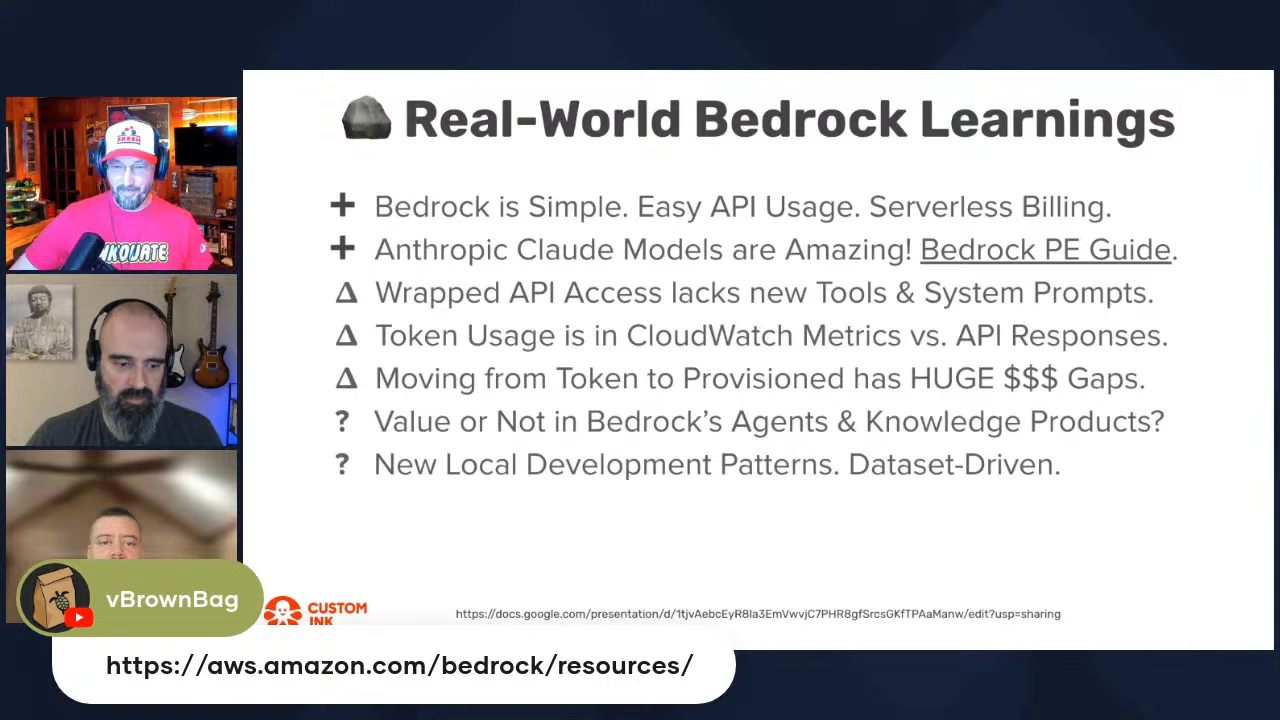 Real-World Bedrock Learnings
+ Bedrock is Simple. Easy API Usage. Serverless Billing.
+ Anthropic Claude Models are Amazing! Bedrock PE Guide.
Δ Wrapped API Access lacks new Tools & System Prompts.
Δ Token Usage is in CloudWatch Metrics vs. API Responses.
Δ Moving from Token to Provisioned has HUGE $$$ Gaps.
? Value or Not in Bedrock’s Agents & Knowledge Products?
? New Local Development Patterns. Dataset-Driven.
CUSTOM
INK
https://docs.google.com/presentation/d/1tjvAebcEyR8Ia3EmVwvjC7PHR8gfSrcsGKfTPAaManw/edit?usp=sharing
vBrownBag
https://aws.amazon.com/bedrock/resources/